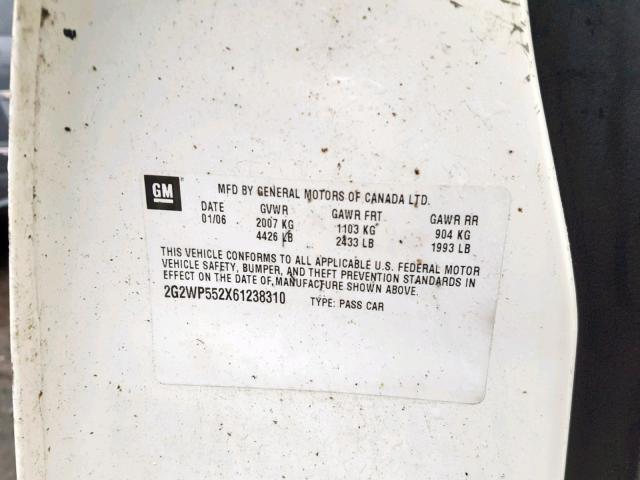 GM
MFD BY GENERAL MOTORS OF CANADA LTD.
DATE GVWR GAWR FRT GAWR RR
01/06 2007 KG 1103 KG 904 KG
4426 LB 2433 LB 1993 LB
THIS VEHICLE CONFORMS TO ALL APPLICABLE U.S. FEDERAL MOTOR
VEHICLE SAFETY, BUMPER, AND THEFT PREVENTION STANDARDS IN
EFFECT ON THE DATE OF MANUFACTURE SHOWN ABOVE.
2G2WP552X61238310 TYPE: PASS CAR